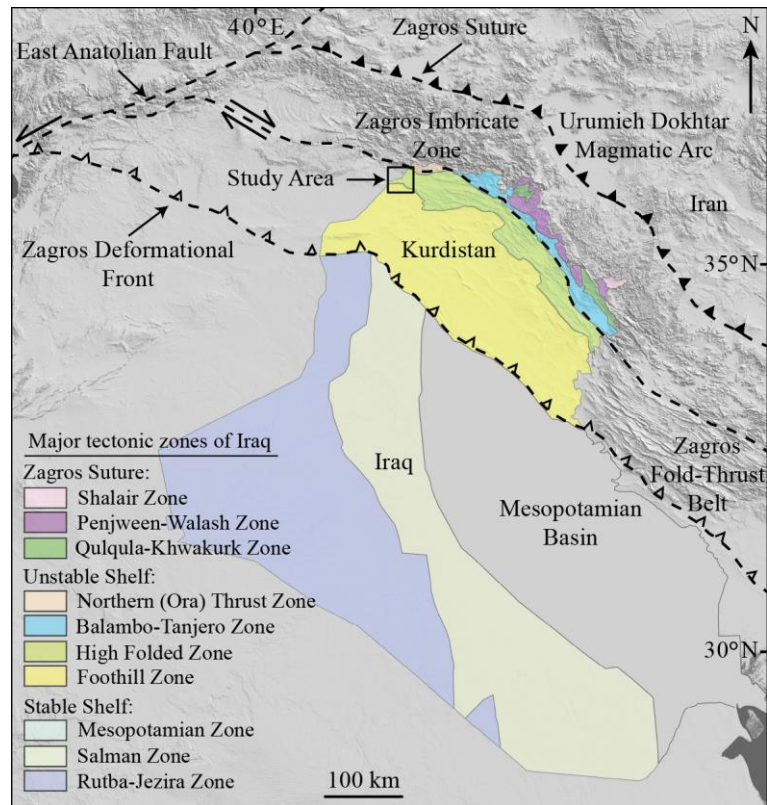 40°E
Zagros Suture
N
East Anatolian Fault
Zagros Imbricate
Zone
Urumieh Dokhtar
Magmatic Arc
Study Area
Iran
Zagros Deformational
Front
Kurdistan
35°N
Major tectonic zones of Iraq
Zagros Suture:
Shalair Zone
Penjween-Walash Zone
Qulqula-Khwakurk Zone
Unstable Shelf:
Northern (Ora) Thrust Zone
Balambo-Tanjero Zone
High Folded Zone
Foothill Zone
Stable Shelf:
Mesopotamian Zone
Salman Zone
Rutba-Jezira Zone
Iraq
Zagros
Fold-Thrust
Belt
Mesopotamian
Basin
30°N
100 km